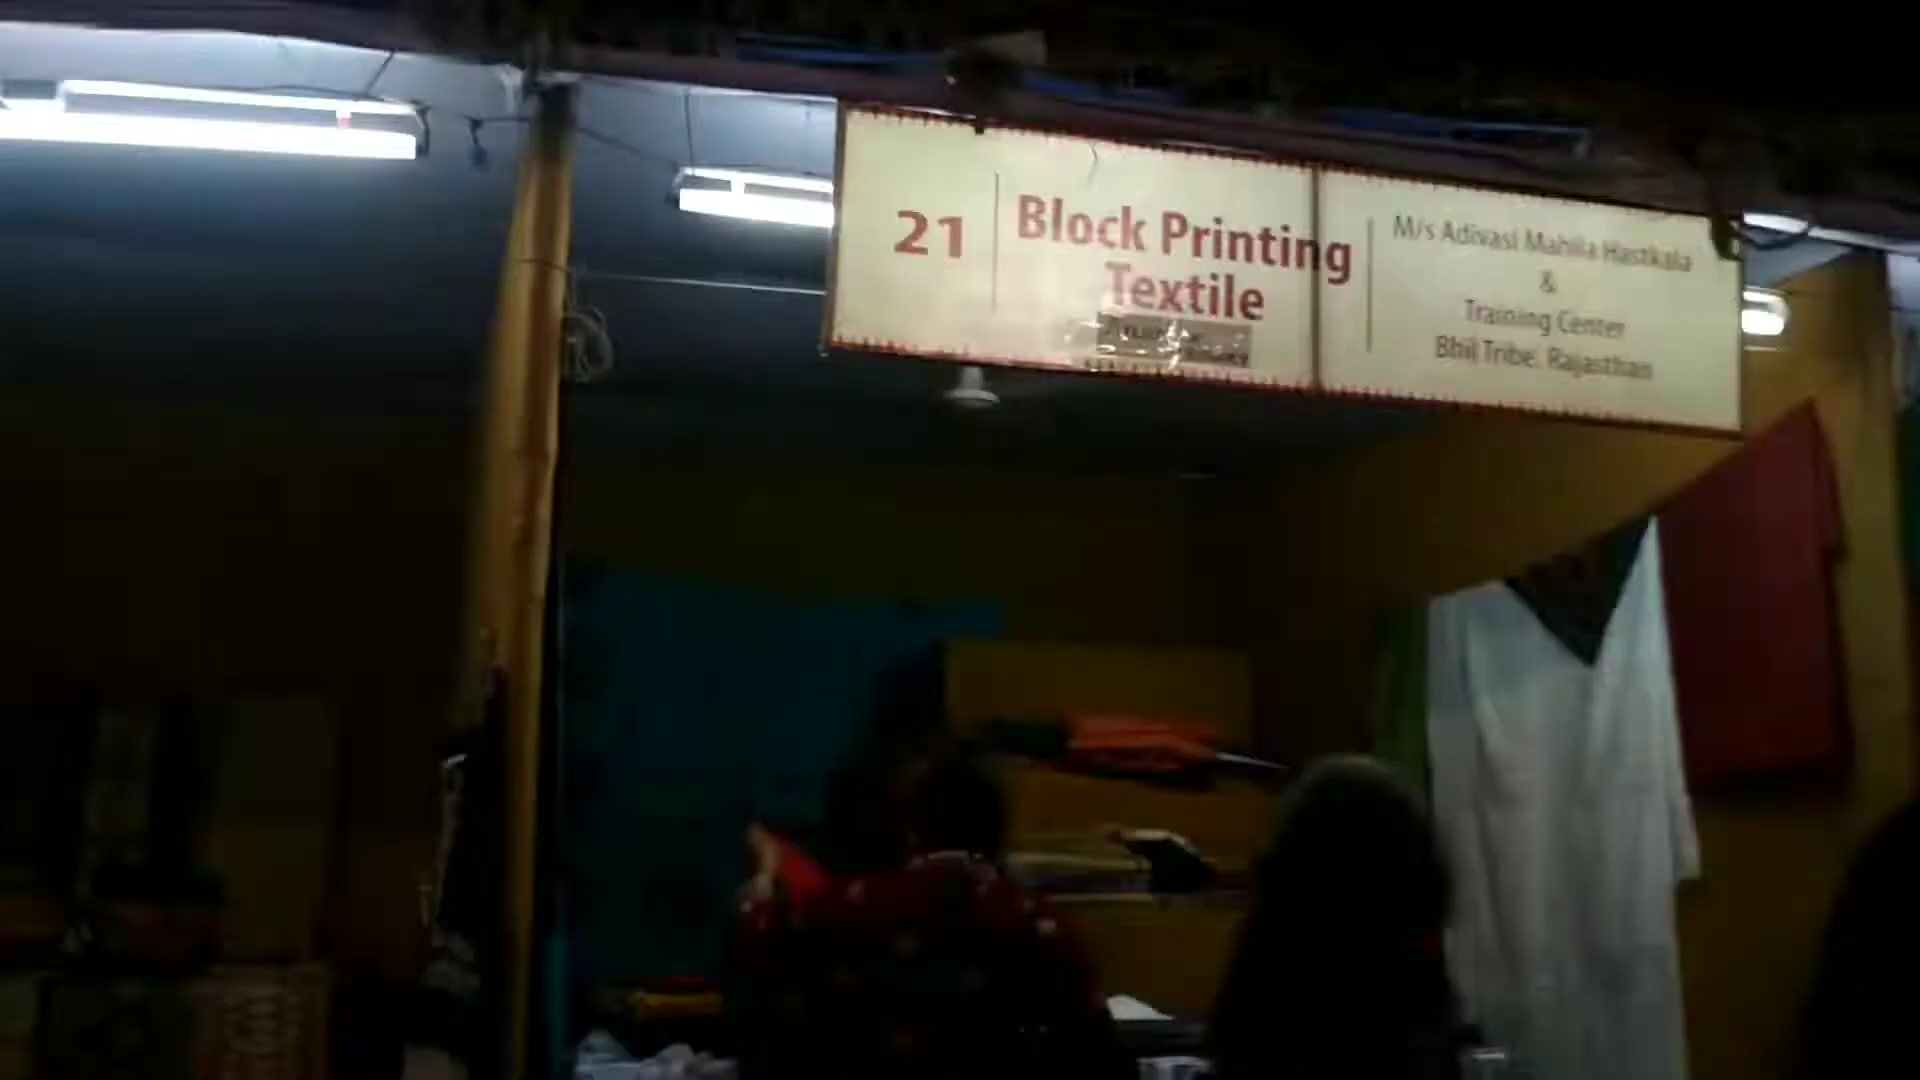 21
Block Printing
Textile
M/s Adivasi Mahila Hastkala
&
Training Center
Bhil Tribe. Rajasthan